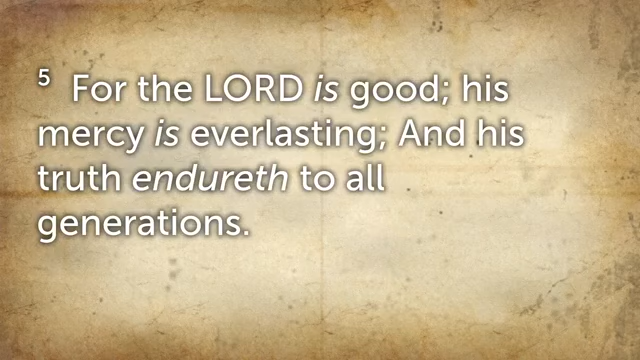 5 For the LORD is good; his
mercy is everlasting; And his
truth endureth to all
generations.